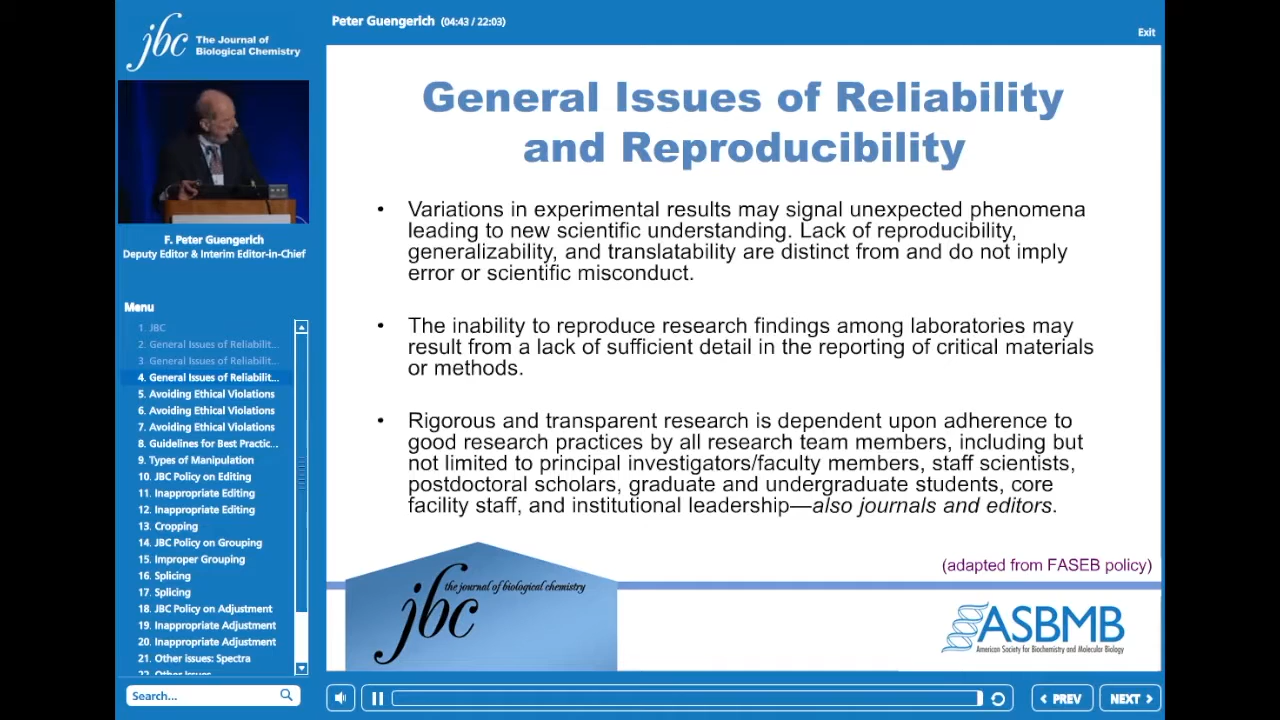 jbc
The Journal of
Biological Chemistry
Peter Guengerich (04:43 / 22:03)
Exit
F. Peter Guengerich
Deputy Editor & Interim Editor-in-Chief
Menu
1. JBC
2. General Issues of Reliabilit...
3. General Issues of Reliabilit...
4. General Issues of Reliabilit...
5. Avoiding Ethical Violations
6. Avoiding Ethical Violations
7. Avoiding Ethical Violations
8. Guidelines for Best Practic...
9. Types of Manipulation
10. JBC Policy on Editing
11. Inappropriate Editing
12. Inappropriate Editing
13. Cropping
14. JBC Policy on Grouping
15. Improper Grouping
16. Splicing
17. Splicing
18. JBC Policy on Adjustment
19. Inappropriate Adjustment
20. Inappropriate Adjustment
21. Other issues: Spectra
22. Other Issues
Search...
General Issues of Reliability
and Reproducibility
• Variations in experimental results may signal unexpected phenomena
leading to new scientific understanding. Lack of reproducibility,
generalizability, and translatability are distinct from and do not imply
error or scientific misconduct.
• The inability to reproduce research findings among laboratories may
result from a lack of sufficient detail in the reporting of critical materials
or methods.
• Rigorous and transparent research is dependent upon adherence to
good research practices by all research team members, including but
not limited to principal investigators/faculty members, staff scientists,
postdoctoral scholars, graduate and undergraduate students, core
facility staff, and institutional leadership—also journals and editors.
(adapted from FASEB policy)
the journal of biological chemistry
jbc
ASBMB
American Society for Biochemistry and Molecular Biology
< PREV
NEXT >